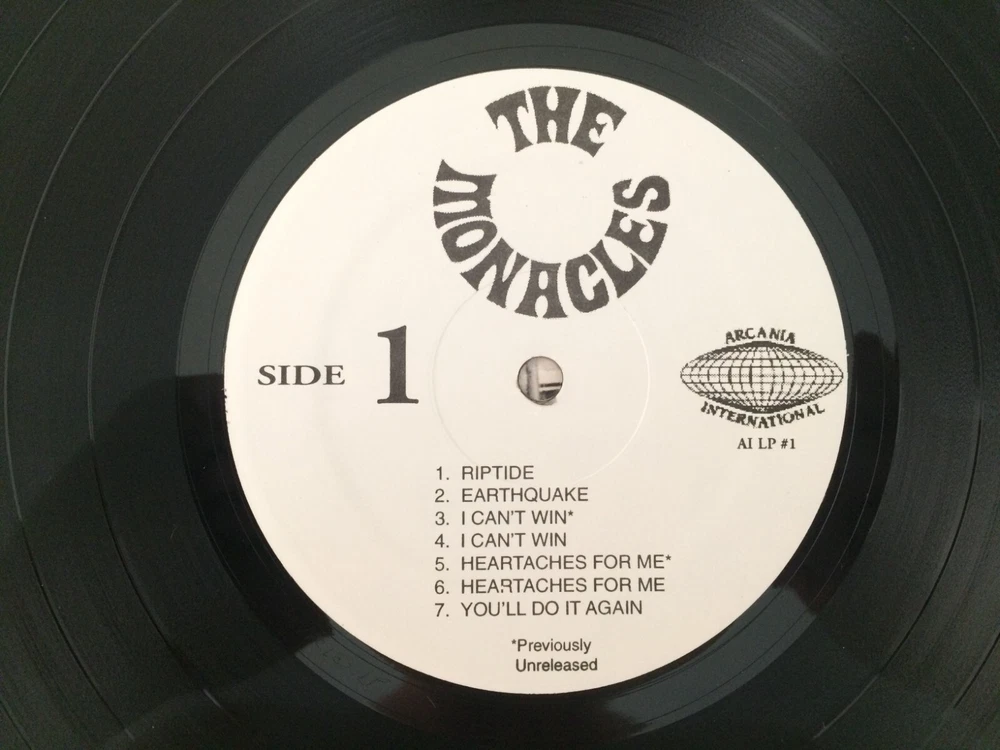 THE
MONACLES
SIDE 1
ARCANIA
INTERNATIONAL
AI LP #1
1. RIPTIDE
2. EARTHQUAKE
3. I CAN'T WIN*
4. I CAN'T WIN
5. HEARTACHES FOR ME*
6. HEARTACHES FOR ME
7. YOU'LL DO IT AGAIN
*Previously
Unreleased